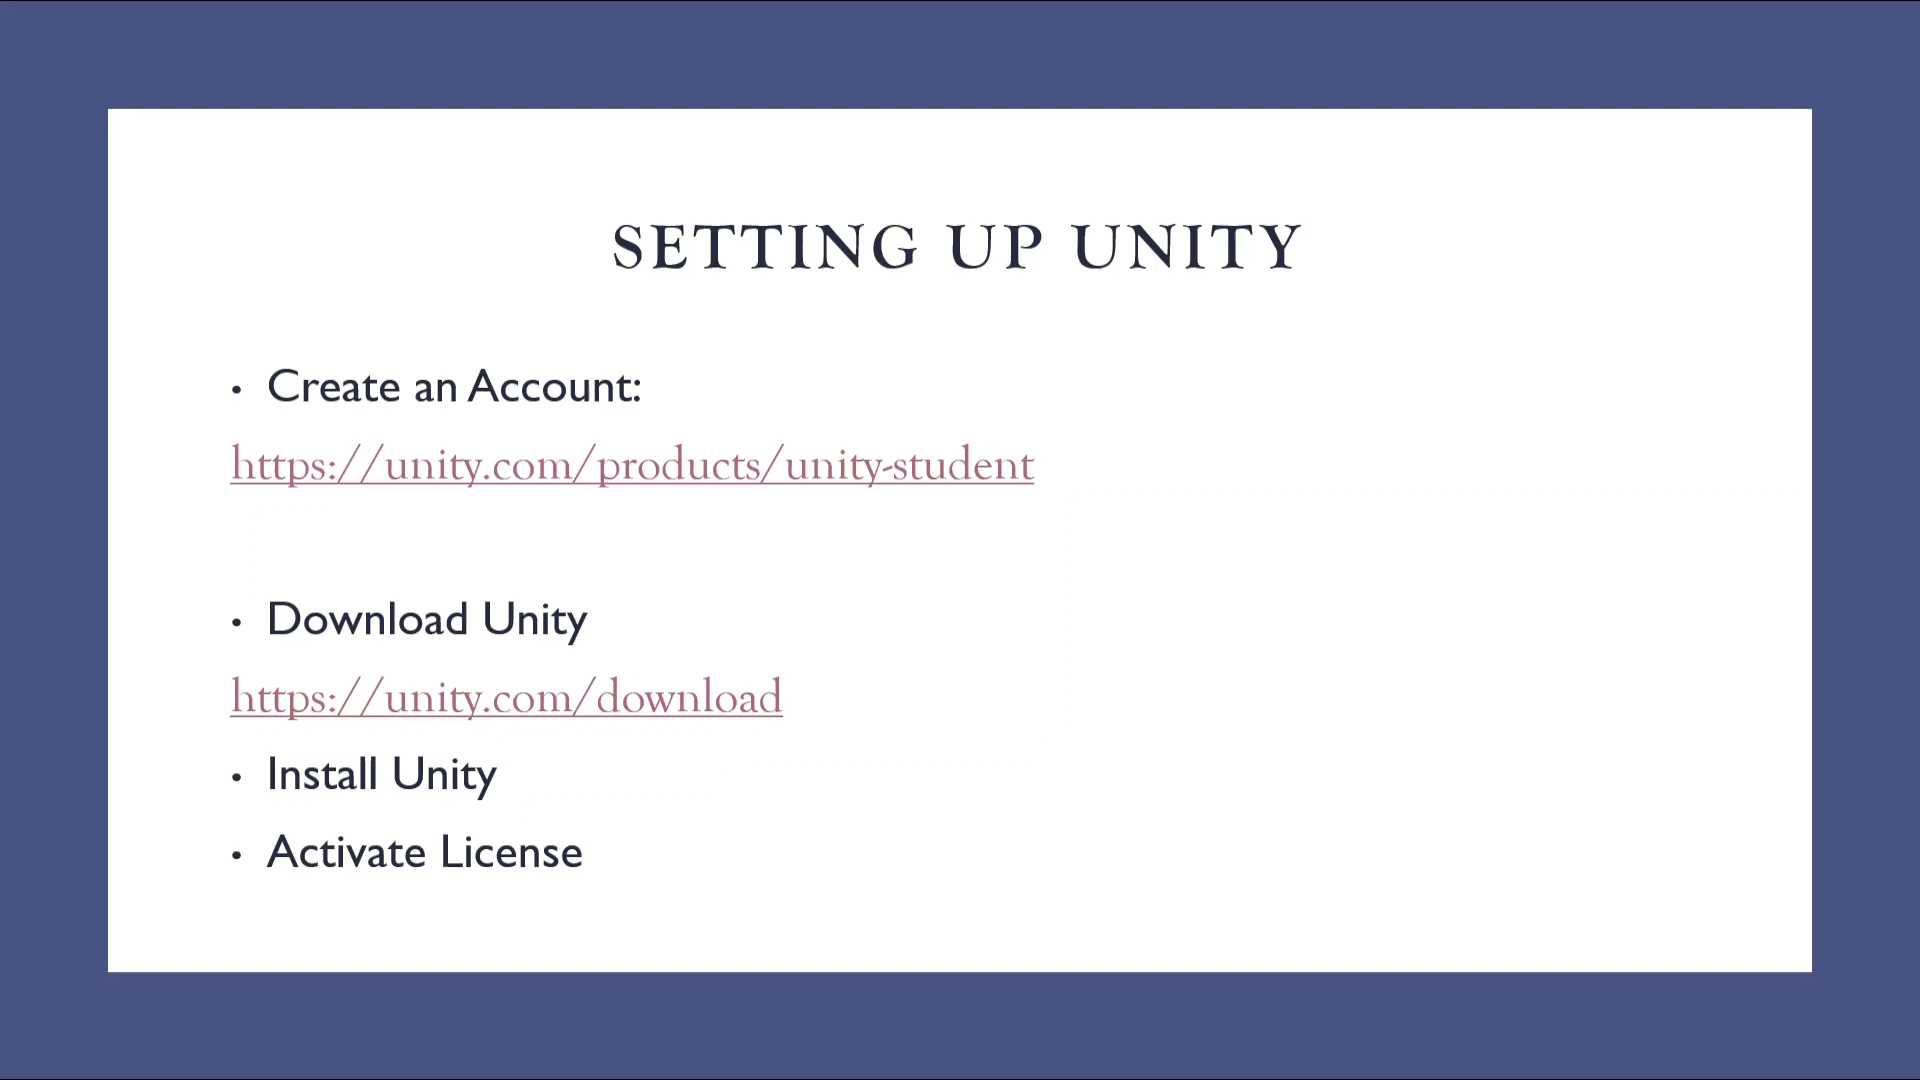 SETTING UP UNITY
• Create an Account:
https://unity.com/products/unity-student
• Download Unity
https://unity.com/download
• Install Unity
• Activate License